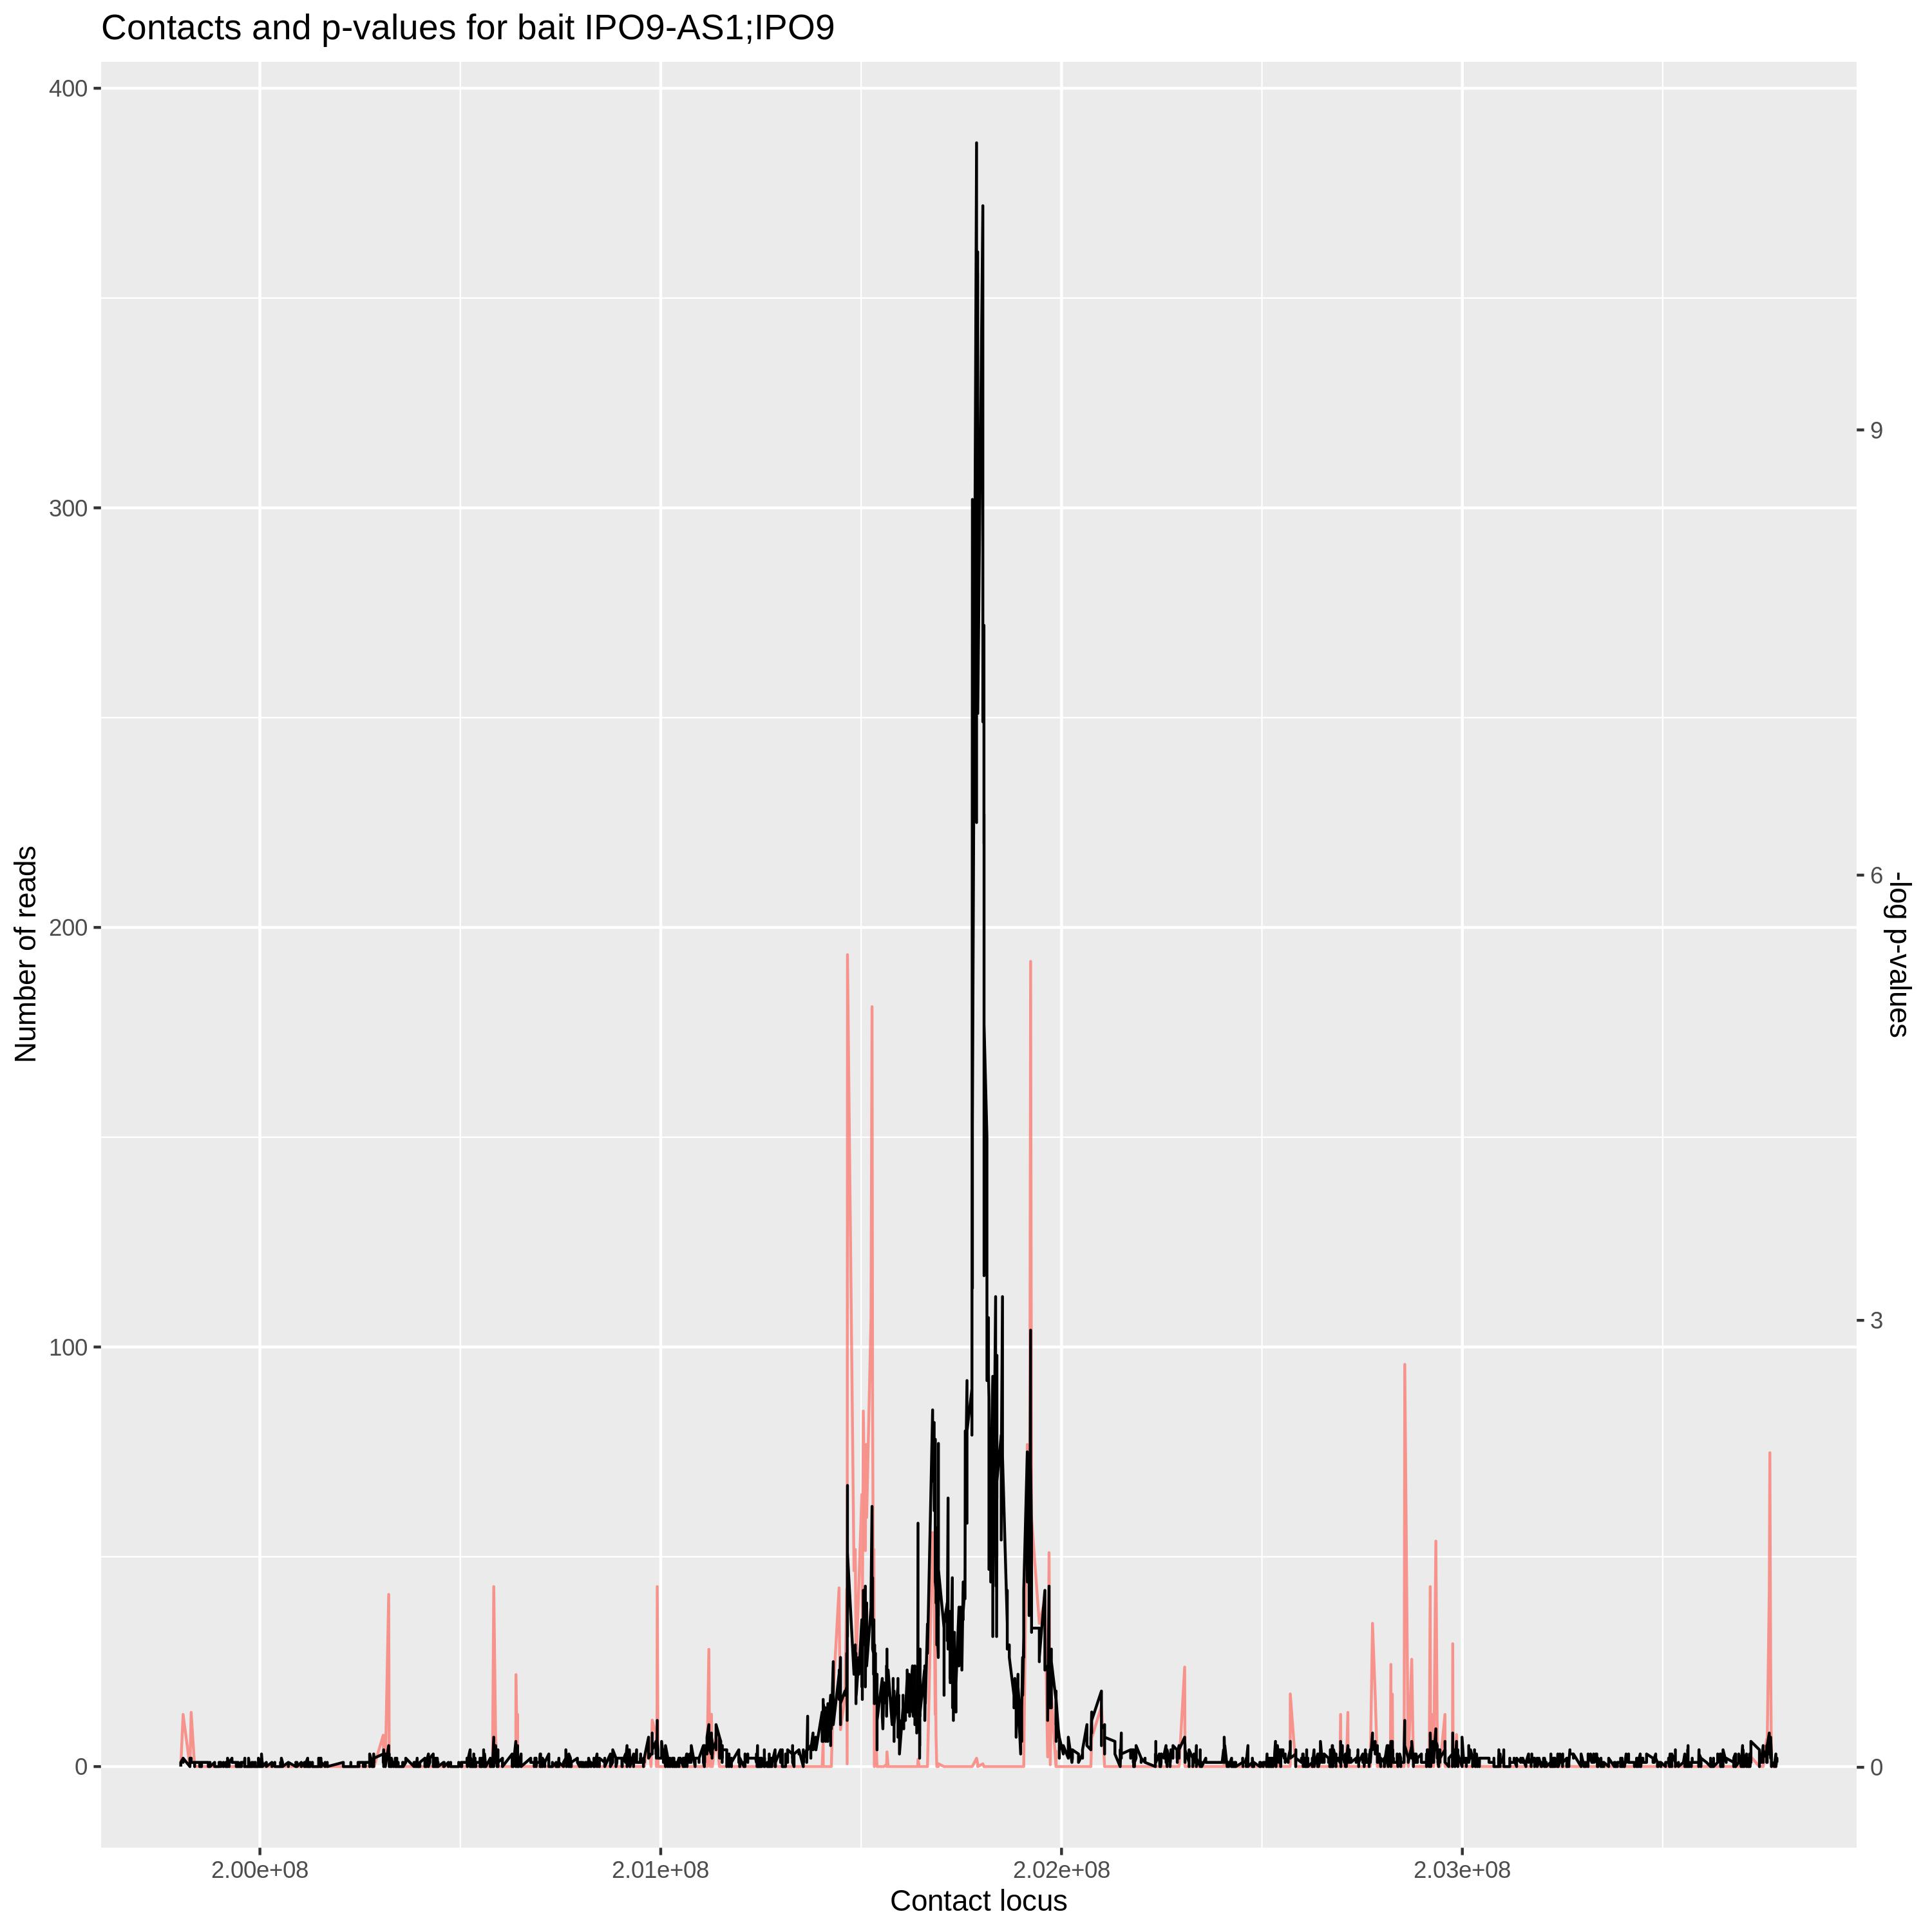 Contacts and p-values for bait IPO9-AS1;IPO9
400
300
200
100
0
Number of reads
9
6
3
0
-log p-values
2.00e+08
2.01e+08
2.02e+08
2.03e+08
Contact locus